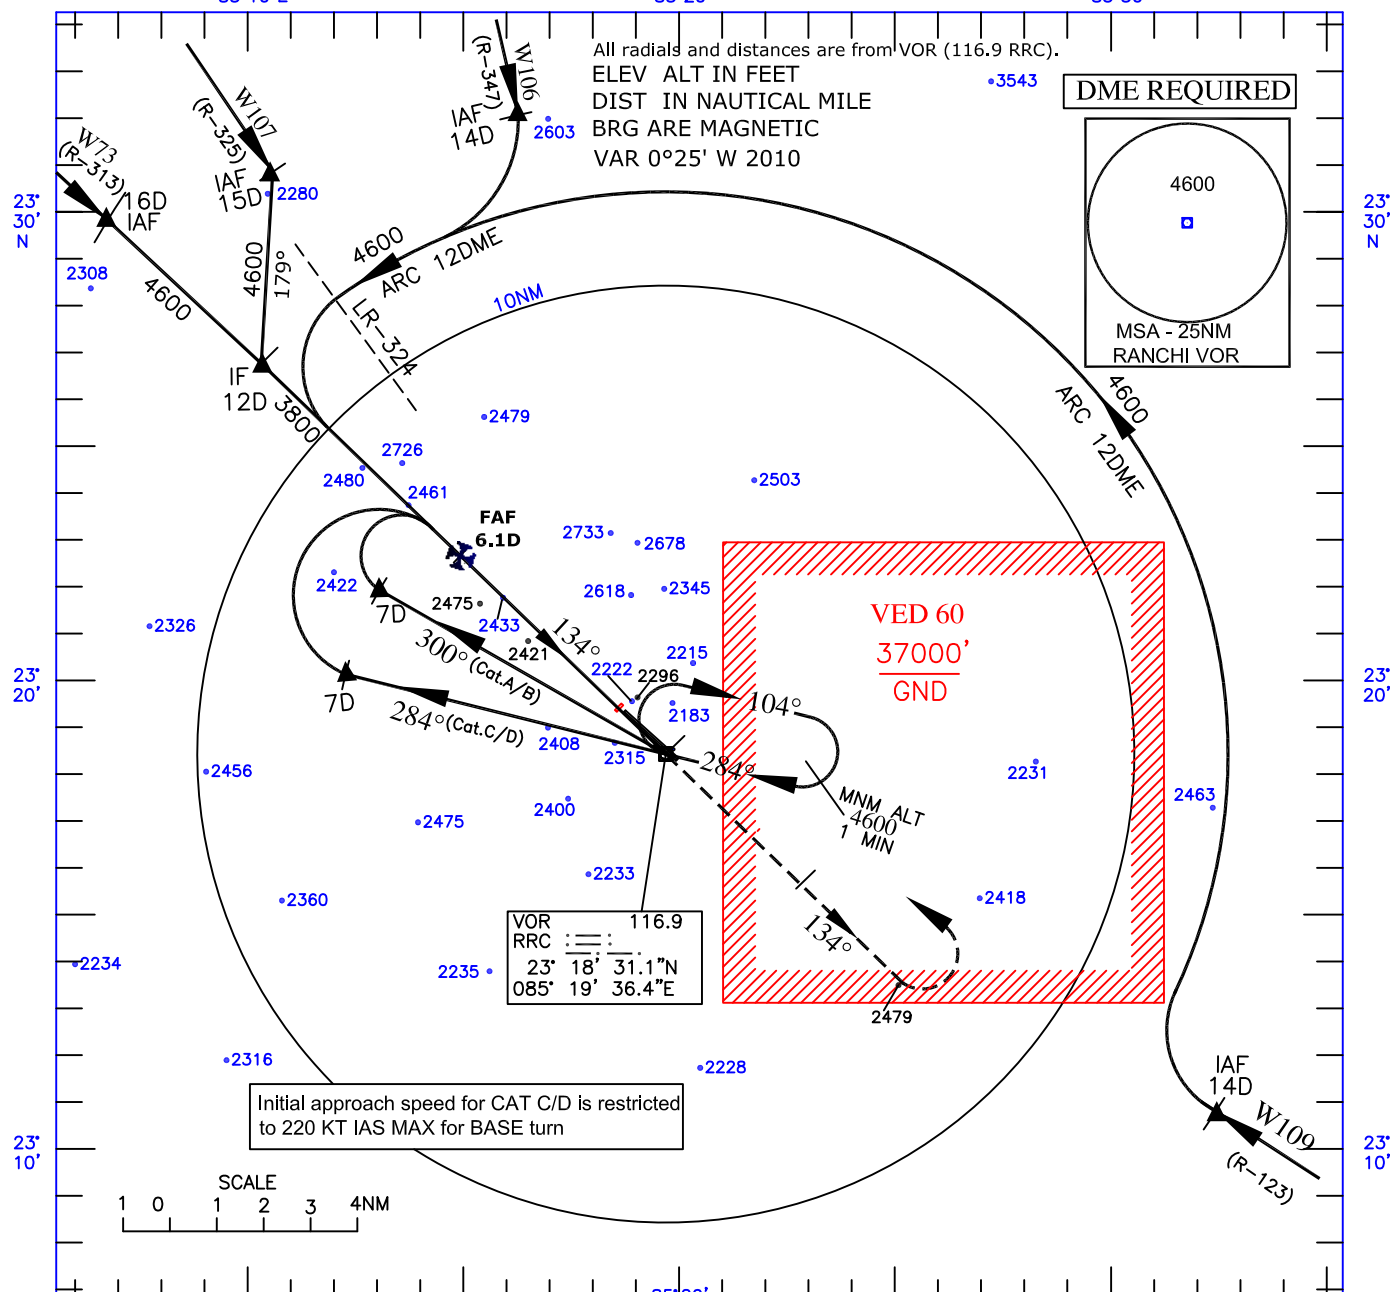 All radials and distances are from VOR (116.9 RRC).
ELEV ALT IN FEET
DIST IN NAUTICAL MILE
BRG ARE MAGNETIC
VAR 0°25' W 2010
DME REQUIRED
4600
MSA - 25NM
RANCHI VOR
3543
W106
(R-347)
IAF
14D
2603
W107
(R-325)
IAF
15D
2280
W73
(R-313)
16D
IAF
23°
30'
N
23°
30'
N
2308
4600
4600
179°
4600
ARC 12DME
LR-324
10NM
4600
ARC 12DME
IF
12D
3800
2479
2726
2480
2461
2503
FAF
6.1D
2733
2678
2422
2475
2618
2345
7D
2433
2326
134°
300°(Cat.A/B)
2421
2222
2215
2296
VED 60
37000'
GND
23°
20'
23°
20'
7D
284°(Cat.C/D)
2183
104°
2408
2315
284°
2456
2231
2463
MNM ALT
4600
1 MIN
2400
2475
2233
2360
2418
134°
VOR 116.9
RRC
23° 18' 31.1"N
085° 19' 36.4"E
2234
2235
2479
2316
2228
IAF
14D
W109
(R-123)
Initial approach speed for CAT C/D is restricted
to 220 KT IAS MAX for BASE turn
23°
10'
23°
10'
SCALE
1 0 1 2 3 4NM